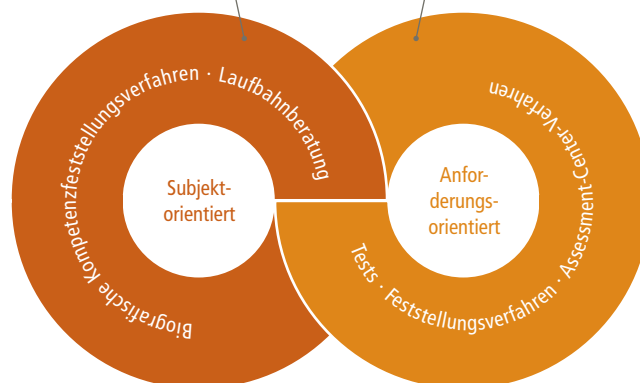 Biografische Kompetenzfeststellungsverfahren · Laufbahnberatung
Subjekt-
orientiert
Anfor-
derungs-
orientiert
Tests · Feststellungsverfahren · Assessment-Center-Verfahren